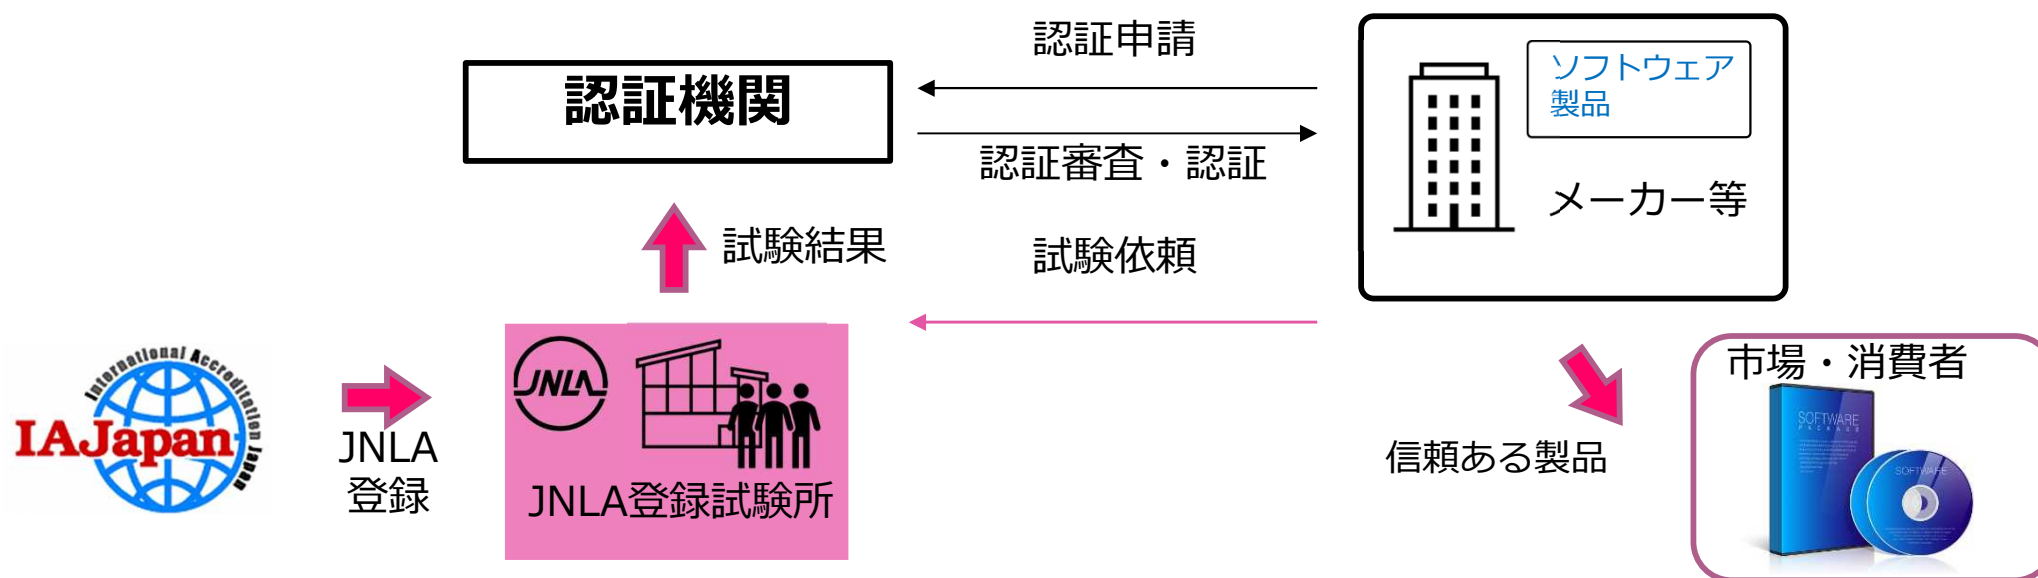 認証申請
認証機関
ソフトウェア
製品
認証審査・認証
メーカー等
試験結果
試験依頼
International Accreditation Japan
IAJapan
JNLA
登録
JNLA
JNLA登録試験所
信頼ある製品
市場・消費者
SOFTWARE
PACKAGE
SOFTWARE